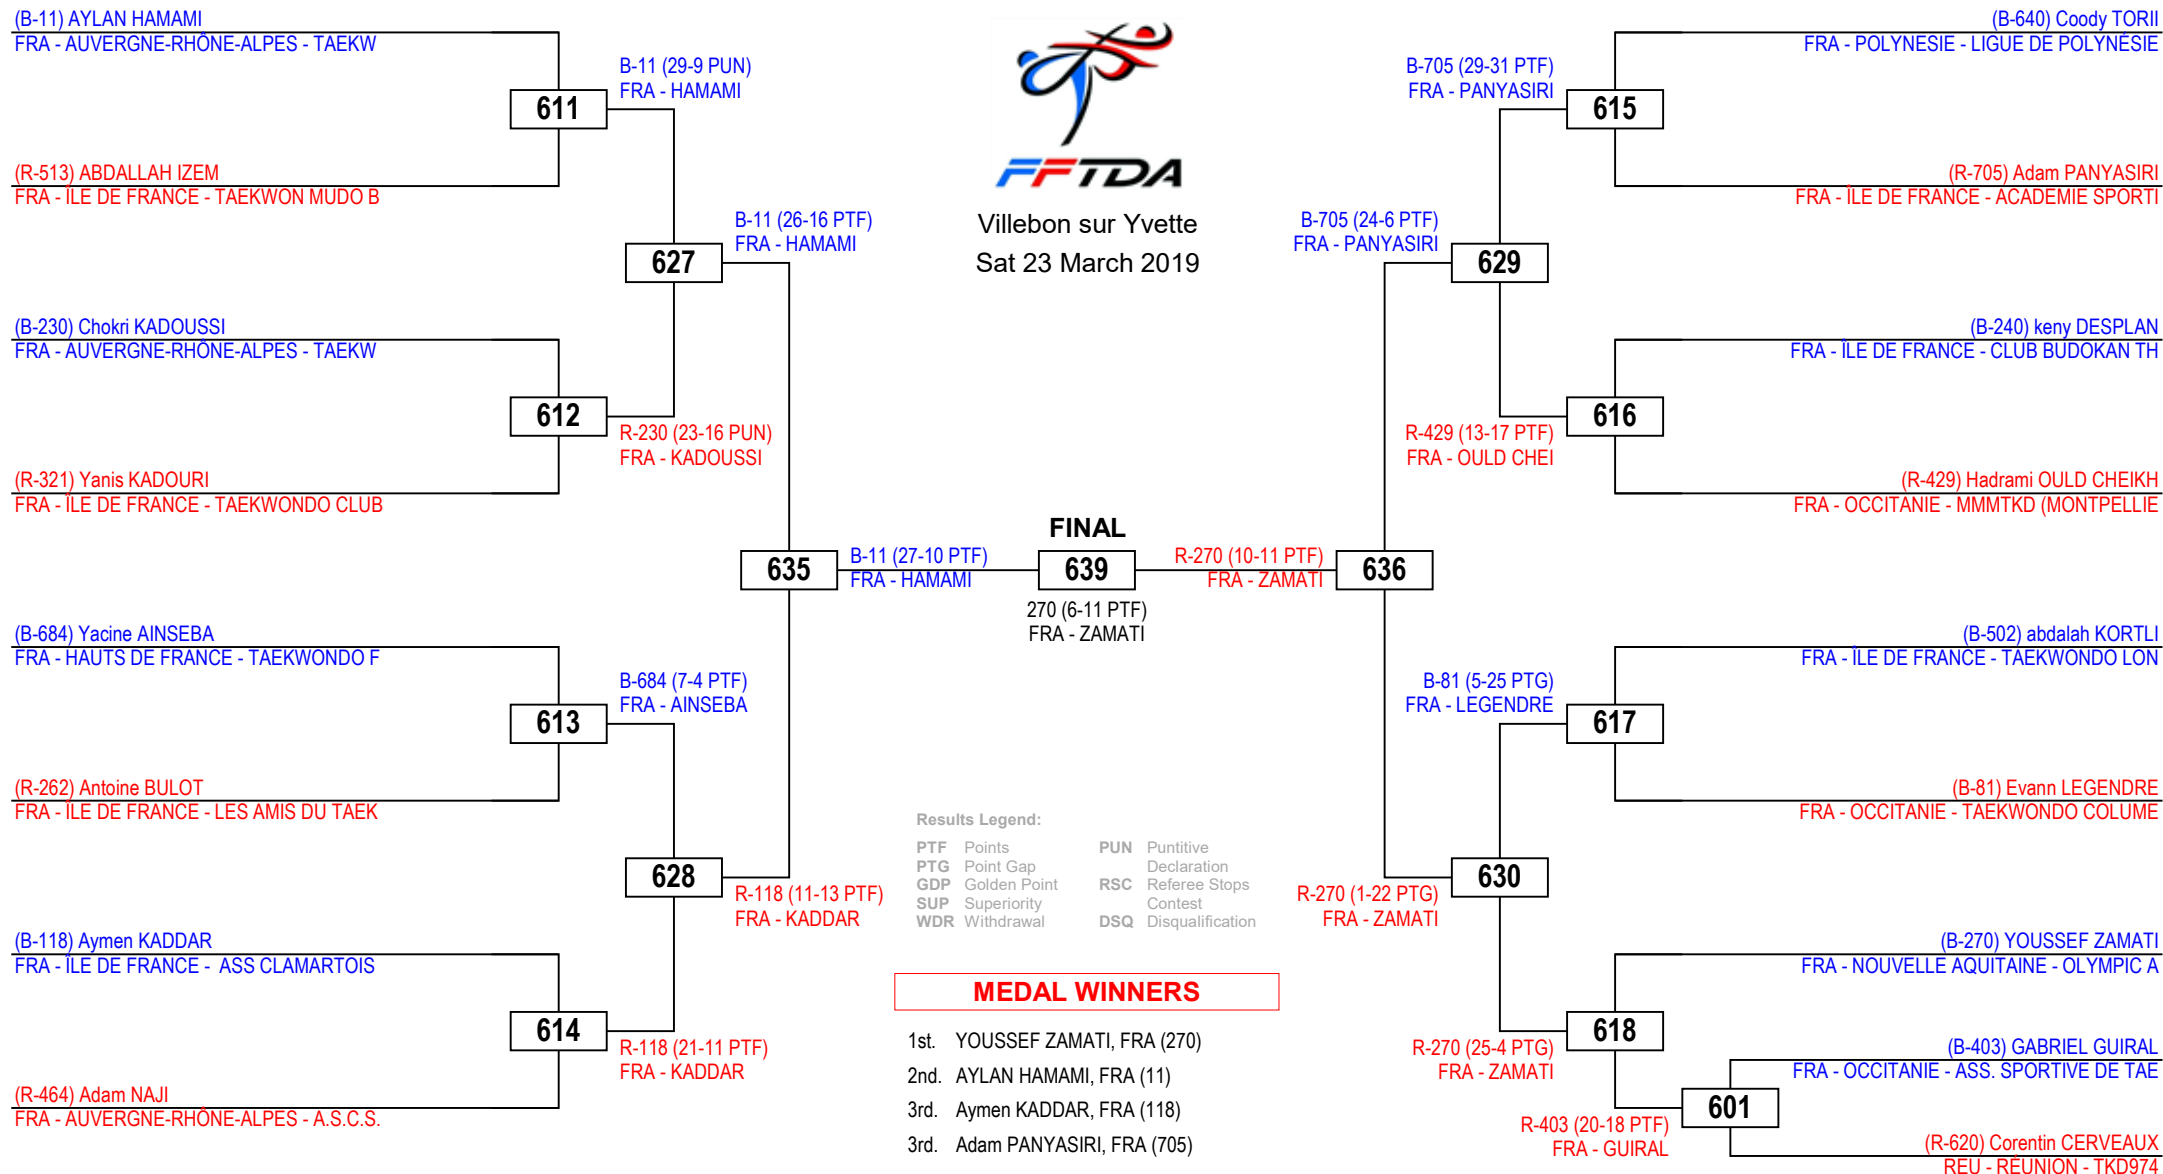 (B-11) AYLAN HAMAMI
FRA - AUVERGNE-RHÔNE-ALPES - TAEKW
B-11 (29-9 PUN)
FRA - HAMAMI
611
(R-513) ABDALLAH IZEM
FRA - ÎLE DE FRANCE - TAEKWON MUDO B
B-11 (26-16 PTF)
FRA - HAMAMI
627
(B-230) Chokri KADOUSSI
FRA - AUVERGNE-RHÔNE-ALPES - TAEKW
612
R-230 (23-16 PUN)
FRA - KADOUSSI
(R-321) Yanis KADOURI
FRA - ÎLE DE FRANCE - TAEKWONDO CLUB
635
B-11 (27-10 PTF)
FRA - HAMAMI
(B-684) Yacine AINSEBA
FRA - HAUTS DE FRANCE - TAEKWONDO F
B-684 (7-4 PTF)
FRA - AINSEBA
613
(R-262) Antoine BULOT
FRA - ÎLE DE FRANCE - LES AMIS DU TAEK
628
R-118 (11-13 PTF)
FRA - KADDAR
(B-118) Aymen KADDAR
FRA - ÎLE DE FRANCE - ASS CLAMARTOIS
614
R-118 (21-11 PTF)
FRA - KADDAR
(R-464) Adam NAJI
FRA - AUVERGNE-RHÔNE-ALPES - A.S.C.S.
FFTDA
Villebon sur Yvette
Sat 23 March 2019
FINAL
639
270 (6-11 PTF)
FRA - ZAMATI
Results Legend:
PTF Points
PTG Point Gap
GDP Golden Point
SUP Superiority
WDR Withdrawal
PUN Puntitive
Declaration
RSC Referee Stops
Contest
DSQ Disqualification
MEDAL WINNERS
1st. YOUSSEF ZAMATI, FRA (270)
2nd. AYLAN HAMAMI, FRA (11)
3rd. Aymen KADDAR, FRA (118)
3rd. Adam PANYASIRI, FRA (705)
(B-640) Coody TORII
FRA - POLYNESIE - LIGUE DE POLYNÉSIE
B-705 (29-31 PTF)
FRA - PANYASIRI
615
(R-705) Adam PANYASIRI
FRA - ÎLE DE FRANCE - ACADEMIE SPORTI
B-705 (24-6 PTF)
FRA - PANYASIRI
629
(B-240) keny DESPLAN
FRA - ÎLE DE FRANCE - CLUB BUDOKAN TH
616
R-429 (13-17 PTF)
FRA - OULD CHEI
(R-429) Hadrami OULD CHEIKH
FRA - OCCITANIE - MMMTKD (MONTPELLIE
R-270 (10-11 PTF)
FRA - ZAMATI
636
(B-502) abdalah KORTLI
FRA - ÎLE DE FRANCE - TAEKWONDO LON
B-81 (5-25 PTG)
FRA - LEGENDRE
617
(B-81) Evann LEGENDRE
FRA - OCCITANIE - TAEKWONDO COLUME
630
R-270 (1-22 PTG)
FRA - ZAMATI
(B-270) YOUSSEF ZAMATI
FRA - NOUVELLE AQUITAINE - OLYMPIC A
618
R-270 (25-4 PTG)
FRA - ZAMATI
(B-403) GABRIEL GUIRAL
FRA - OCCITANIE - ASS. SPORTIVE DE TAE
601
R-403 (20-18 PTF)
FRA - GUIRAL
(R-620) Corentin CERVEAUX
REU - RÉUNION - TKD974